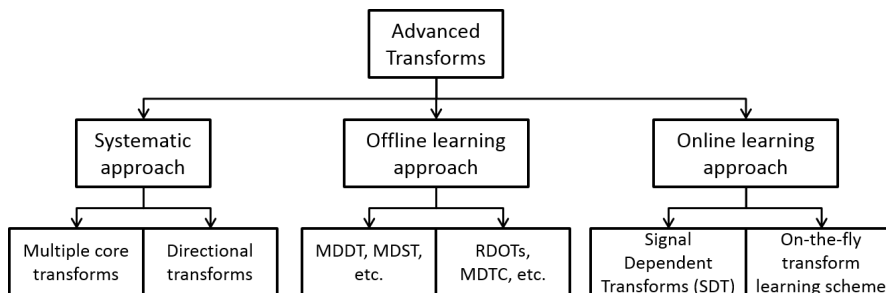 Advanced
Transforms
Systematic
approach
Offline learning
approach
Online learning
approach
Multiple core
transforms
Directional
transforms
MDDT, MDST,
etc.
RDOTs,
MDTC, etc.
Signal
Dependent
Transforms (SDT)
On-the-fly
transform
learning scheme